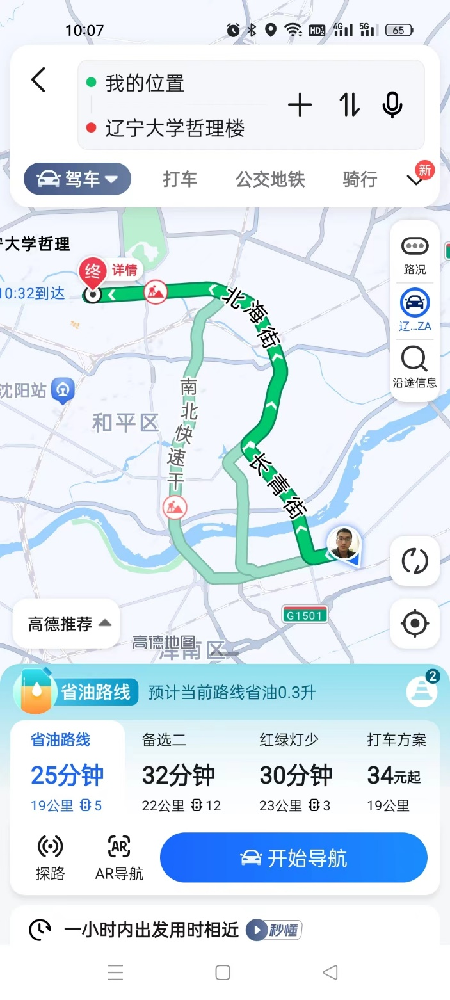 10:07
HD 1 2
4G
5G
65
我的位置
辽宁大学哲理楼
驾车
打车
公交地铁
骑行
新
大学哲理
终
详情
10:32到达
路况
辽...ZA
沿途信息
北海街
沈阳站
南北快速干
和平区
长青街
G1501
高德推荐
高德地图
浑南区
省油路线
预计当前路线省油0.3升
2
省油路线
备选二
红绿灯少
打车方案
25分钟
32分钟
30分钟
34元起
19公里 5
22公里 12
23公里 3
19公里
探路
AR
AR导航
开始导航
一小时内出发用时相近
秒懂